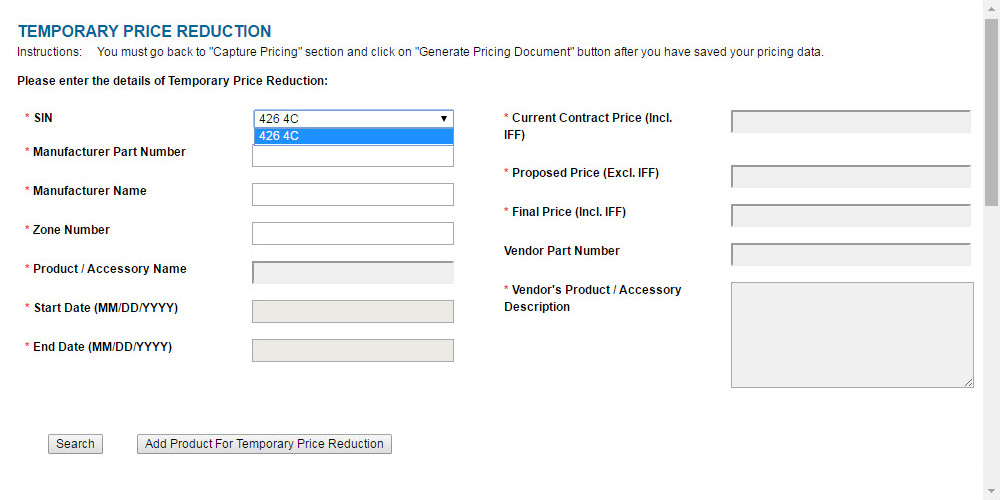 TEMPORARY PRICE REDUCTION
Instructions: You must go back to "Capture Pricing" section and click on "Generate Pricing Document" button after you have saved your pricing data.
Please enter the details of Temporary Price Reduction:
* SIN
426 4C
426 4C
* Manufacturer Part Number
* Manufacturer Name
* Zone Number
* Product / Accessory Name
* Start Date (MM/DD/YYYY)
* End Date (MM/DD/YYYY)
* Current Contract Price (Incl.
IFF)
* Proposed Price (Excl. IFF)
* Final Price (Incl. IFF)
Vendor Part Number
* Vendor's Product / Accessory
Description
Search
Add Product For Temporary Price Reduction